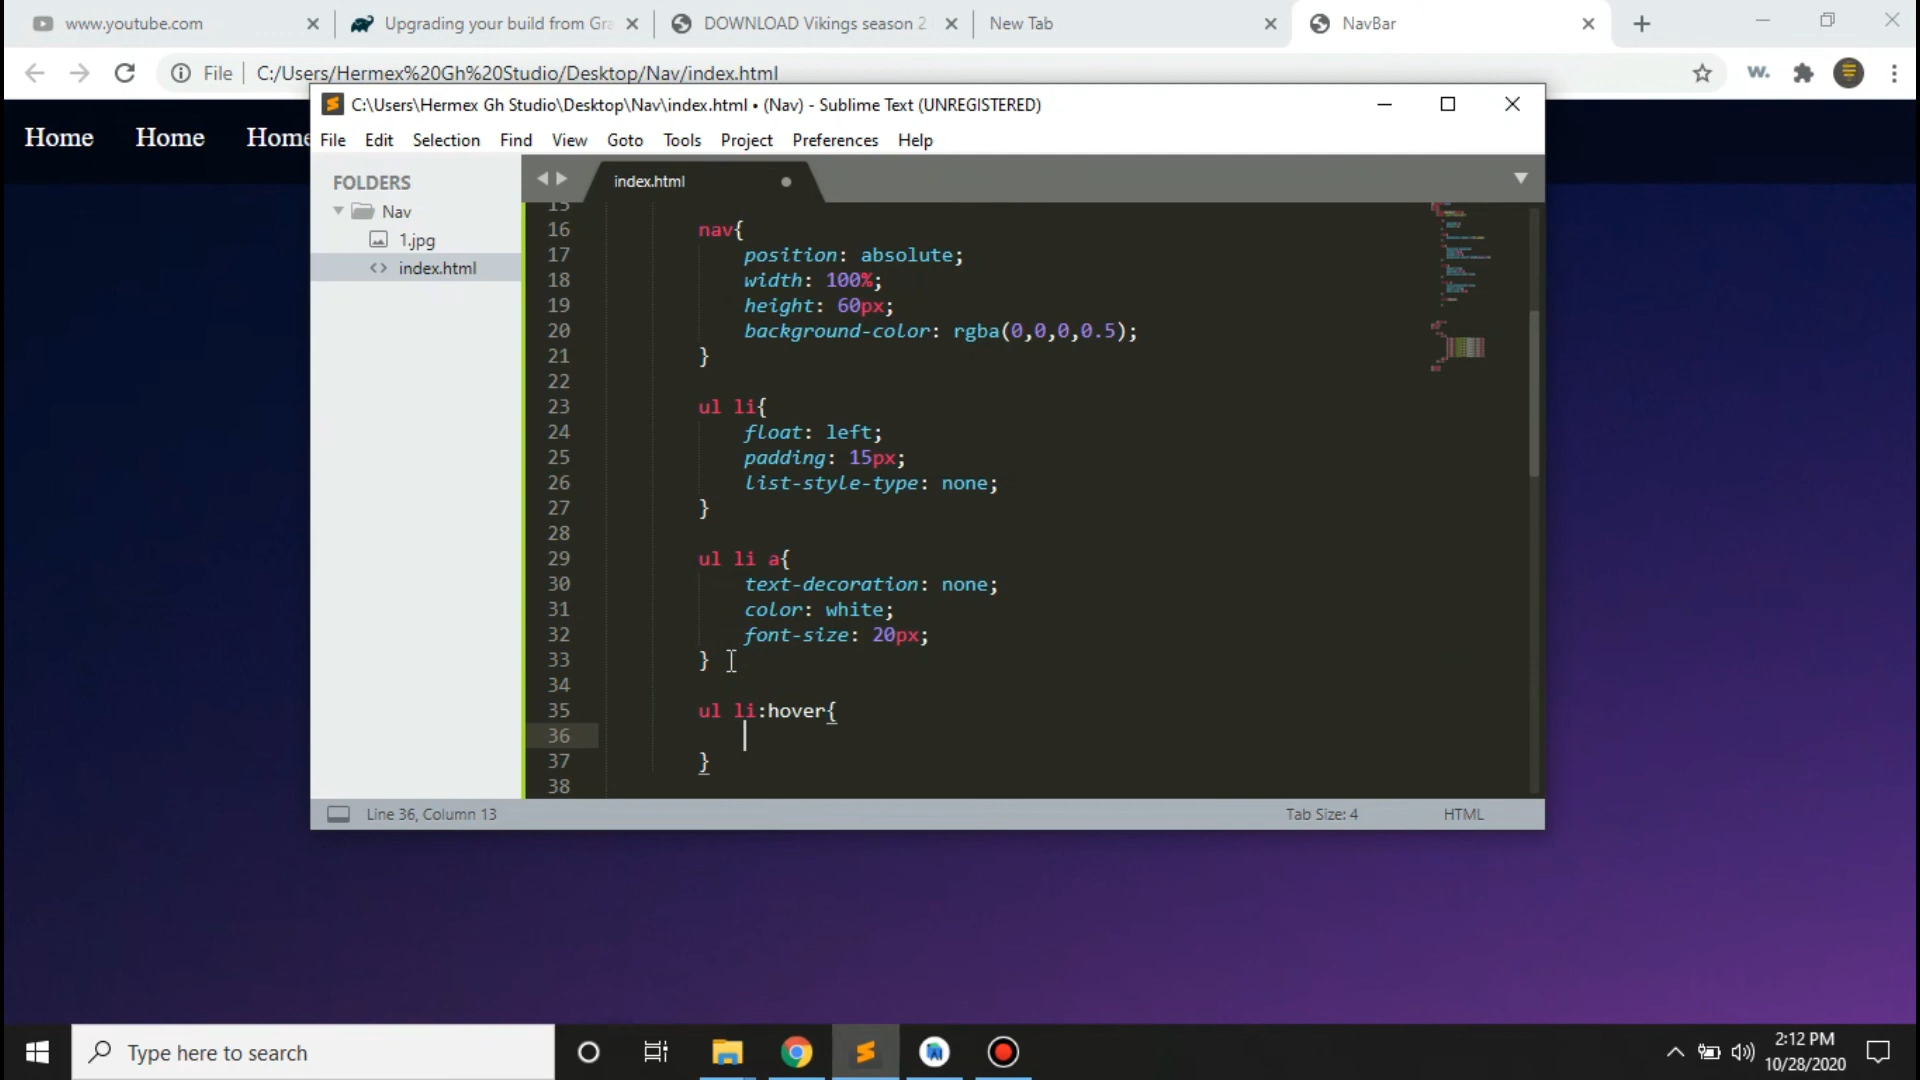 www.youtube.com
Upgrading your build from Gra
DOWNLOAD Vikings season 2
New Tab
NavBar
File
C:/Users/Hermex%20Gh%20Studio/Desktop/Nav/index.html
w.
Home Home Home
C:\Users\Hermex Gh Studio\Desktop\Nav\index.html • (Nav) - Sublime Text (UNREGISTERED)
File Edit Selection Find View Goto Tools Project Preferences Help
FOLDERS
Nav
1.jpg
<> index.html
index.html
15
16 nav{
17 position: absolute;
18 width: 100%;
19 height: 60px;
20 background-color: rgba(0,0,0,0.5);
21 }
22
23 ul li{
24 float: left;
25 padding: 15px;
26 list-style-type: none;
27 }
28
29 ul li a{
30 text-decoration: none;
31 color: white;
32 font-size: 20px;
33 }
34
35 ul li:hover{
36
37 }
38
Line 36, Column 13
Tab Size: 4
HTML
Type here to search
2:12 PM
10/28/2020